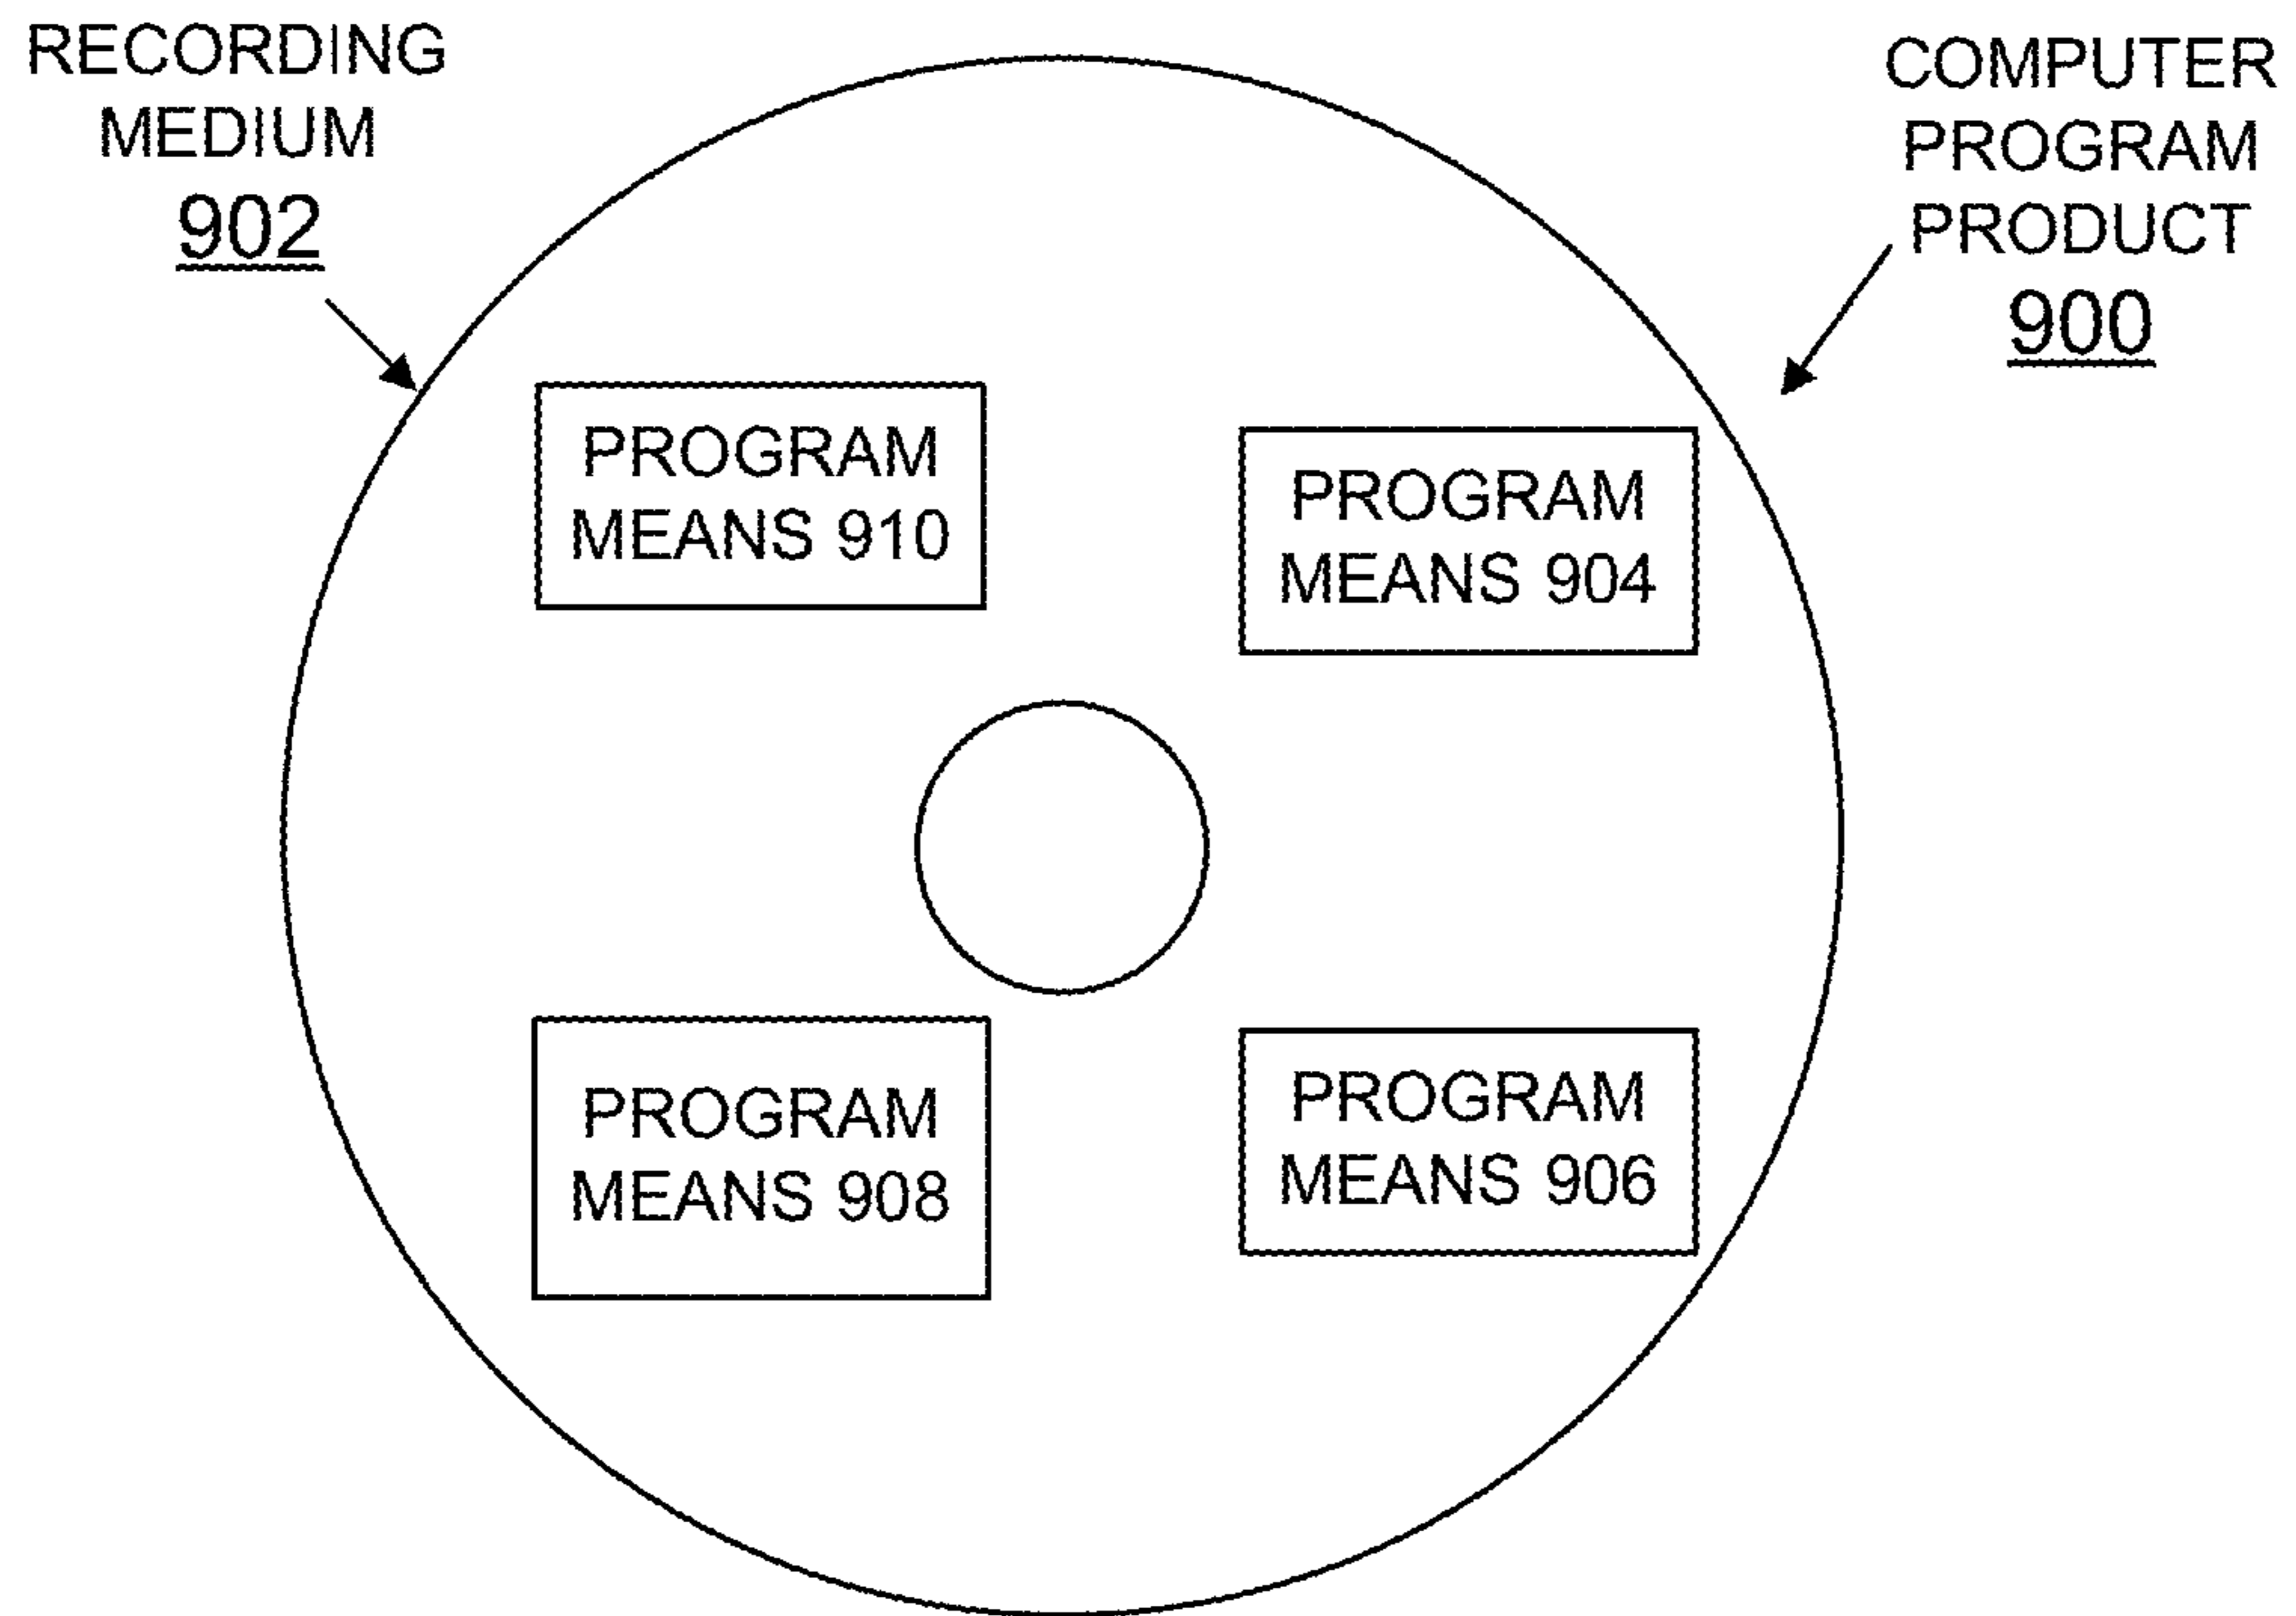 RECORDING
MEDIUM
902
COMPUTER
PROGRAM
PRODUCT
900
PROGRAM
MEANS 910
PROGRAM
MEANS 904
PROGRAM
MEANS 908
PROGRAM
MEANS 906